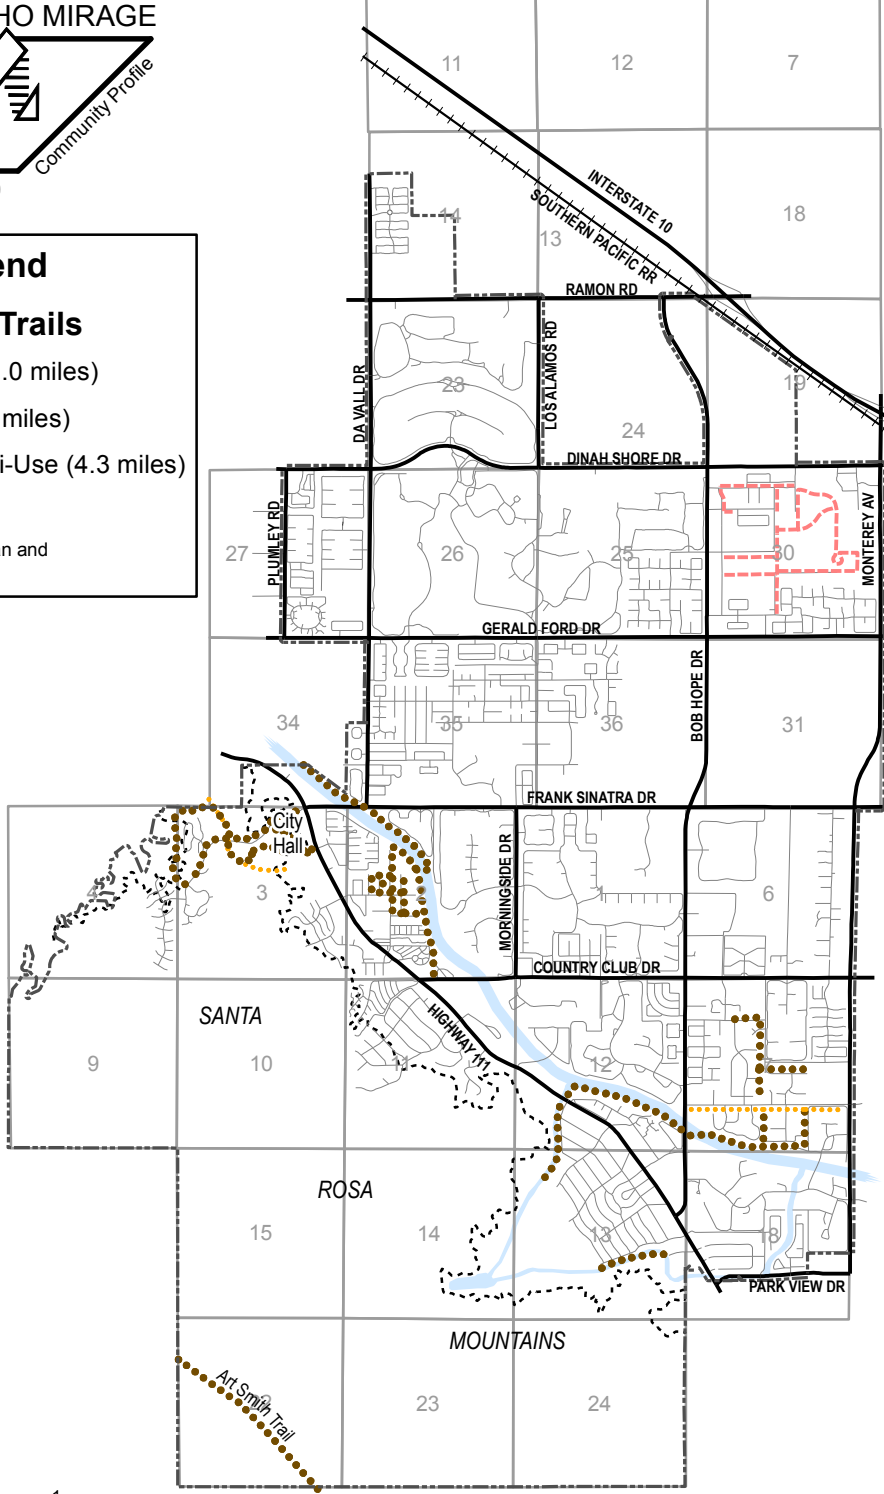 HO MIRAGE
Community Profile
end
Trails
.0 miles)
miles)
i-Use (4.3 miles)
an and
11
12
7
INTERSTATE 10
SOUTHERN PACIFIC RR
14
13
18
RAMON RD
DA VALL DR
LOS ALAMOS RD
23
24
19
DINAH SHORE DR
PLUMLEY RD
MONTEREY AV
27
26
25
30
GERALD FORD DR
BOB HOPE DR
34
35
36
31
FRANK SINATRA DR
City
Hall
MORNINGSIDE DR
4
3
1
6
COUNTRY CLUB DR
SANTA
HIGHWAY 111
9
10
11
12
ROSA
15
14
13
18
PARK VIEW DR
MOUNTAINS
Art Smith Trail
22
23
24